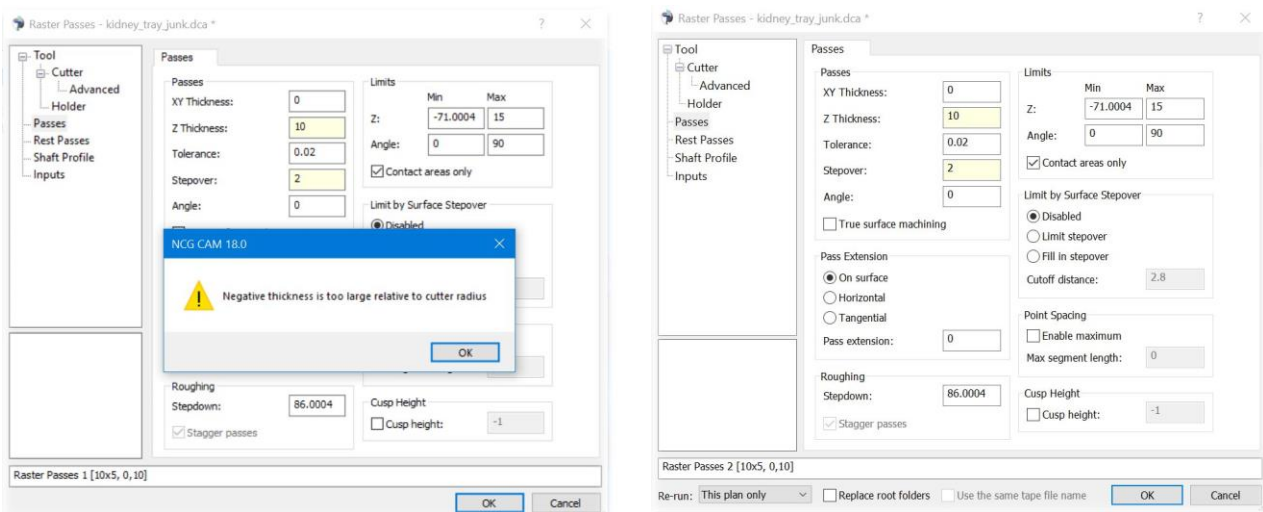 Raster Passes - kidney_tray_junk.dca *
?
Tool
Cutter
Advanced
Holder
Passes
Rest Passes
Shaft Profile
Inputs
Passes
Passes
XY Thickness: 0
Z Thickness: 10
Tolerance: 0.02
Stepover: 2
Angle: 0
Limits
Min Max
Z: -71.0004 15
Angle: 0 90
Contact areas only
Limit by Surface Stepover
Disabled
NCG CAM 18.0
Negative thickness is too large relative to cutter radius
OK
Roughing
Stepdown: 86.0004
Stagger passes
Cusp Height
Cusp height: -1
Raster Passes 1 [10x5, 0,10]
OK Cancel
Raster Passes - kidney_tray_junk.dca *
?
Tool
Cutter
Advanced
Holder
Passes
Rest Passes
Shaft Profile
Inputs
Passes
Passes
XY Thickness: 0
Z Thickness: 10
Tolerance: 0.02
Stepover: 2
Angle: 0
True surface machining
Pass Extension
On surface
Horizontal
Tangential
Pass extension: 0
Roughing
Stepdown: 86.0004
Stagger passes
Limits
Min Max
Z: -71.0004 15
Angle: 0 90
Contact areas only
Limit by Surface Stepover
Disabled
Limit stepover
Fill in stepover
Cutoff distance: 2.8
Point Spacing
Enable maximum
Max segment length: 0
Cusp Height
Cusp height: -1
Raster Passes 2 [10x5, 0,10]
Re-run: This plan only Replace root folders Use the same tape file name OK Cancel